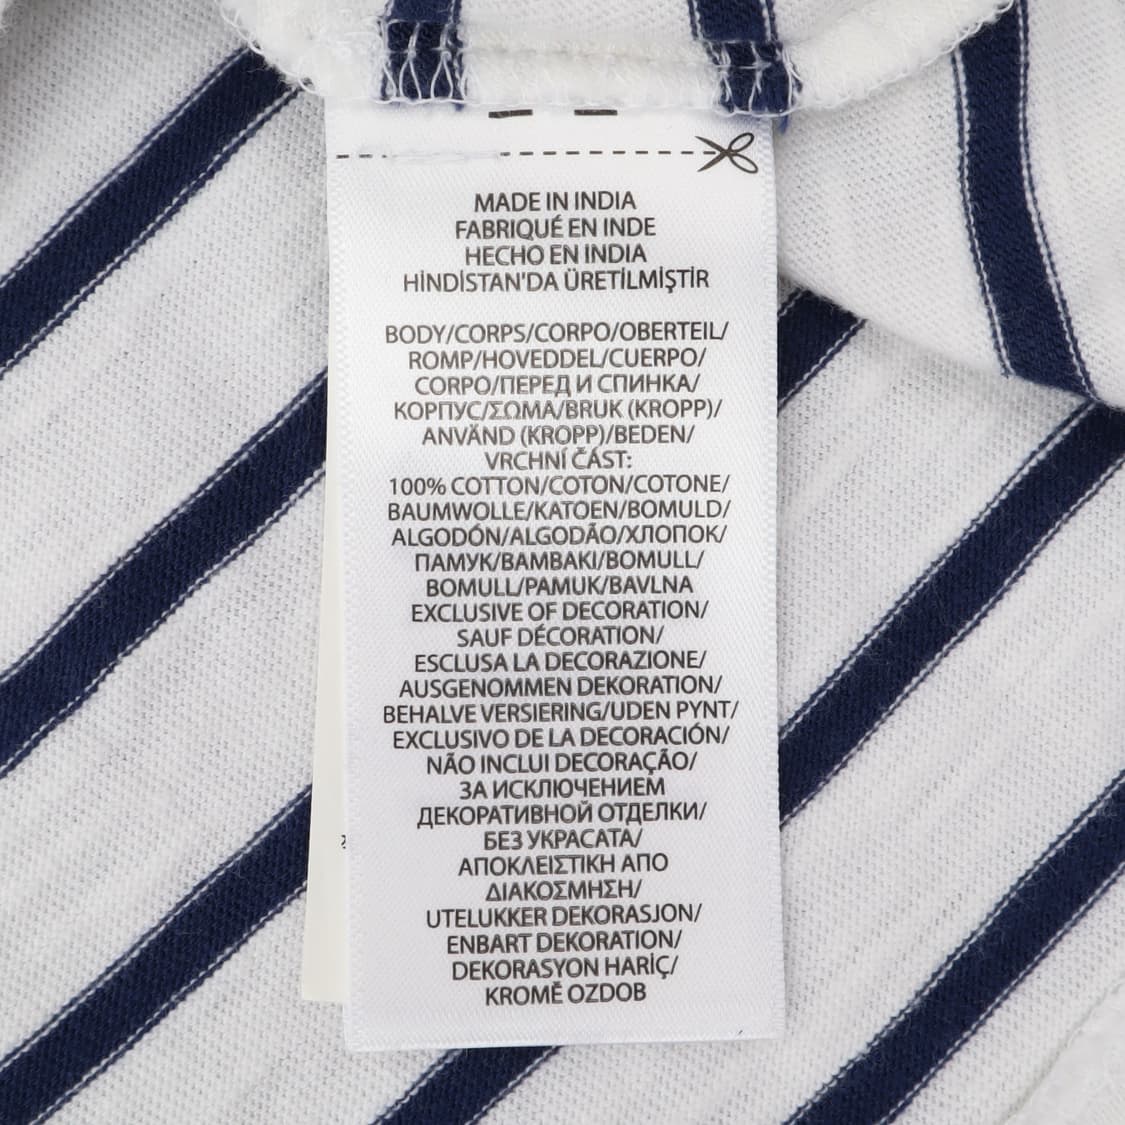 MADE IN INDIA
FABRIQUÉ EN INDE
HECHO EN INDIA
HİNDİSTAN'DA ÜRETİLMİŞTİR
BODY/CORPS/CORPO/OBERTEIL/
ROMP/HOVEDDEL/CUERPO/
CORPO/ПЕРЕД И СПИНКА/
КОРПУС/ΣΩΜΑ/BRUK (KROPP)/
ANVÄND (KROPP)/BEDEN/
VRCHNÍ ČÁST:
100% COTTON/COTON/COTONE/
BAUMWOLLE/KATOEN/BOMULD/
ALGODÓN/ALGODÃO/ХЛОПОК/
ПАМУК/BAMBAKI/BOMULL/
BOMULL/PAMUK/BAVLNA
EXCLUSIVE OF DECORATION/
SAUF DÉCORATION/
ESCLUSA LA DECORAZIONE/
AUSGENOMMEN DEKORATION/
BEHALVE VERSIERING/UDEN PYNT/
EXCLUSIVO DE LA DECORACIÓN/
NÃO INCLUI DECORAÇÃO/
ЗА ИСКЛЮЧЕНИЕМ
ДЕКОРАТИВНОЙ ОТДЕЛКИ/
БЕЗ УКРАСАТА/
ΑΠΟΚΛΕΙΣΤΙΚΗ ΑΠΟ
ΔΙΑΚΟΣΜΗΣΗ/
UTELUKKER DEKORASJON/
ENBART DEKORATION/
DEKORASYON HARİÇ/
KROMĚ OZDOB